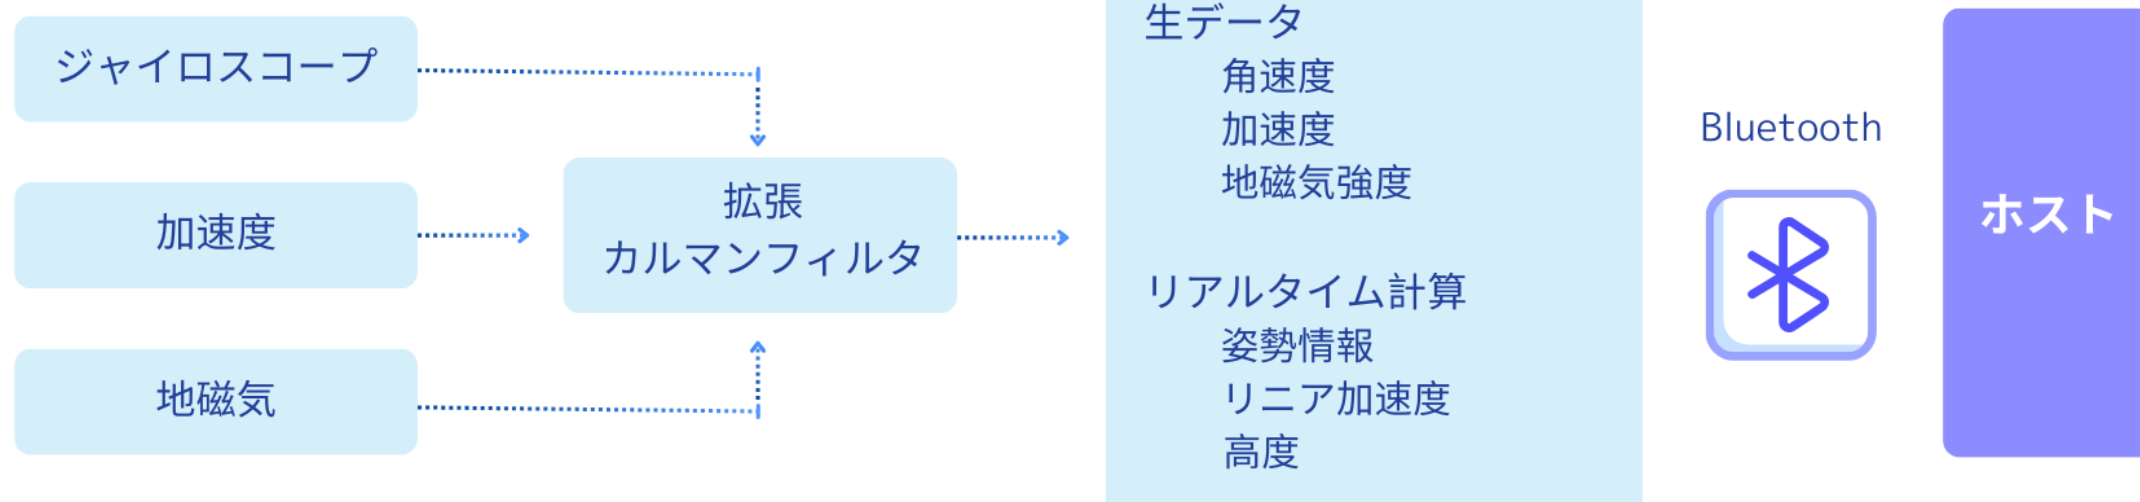 ジャイロスコープ
加速度
地磁気
拡張
カルマンフィルタ
生データ
角速度
加速度
地磁気強度
リアルタイム計算
姿勢情報
リニア加速度
高度
Bluetooth
ホスト